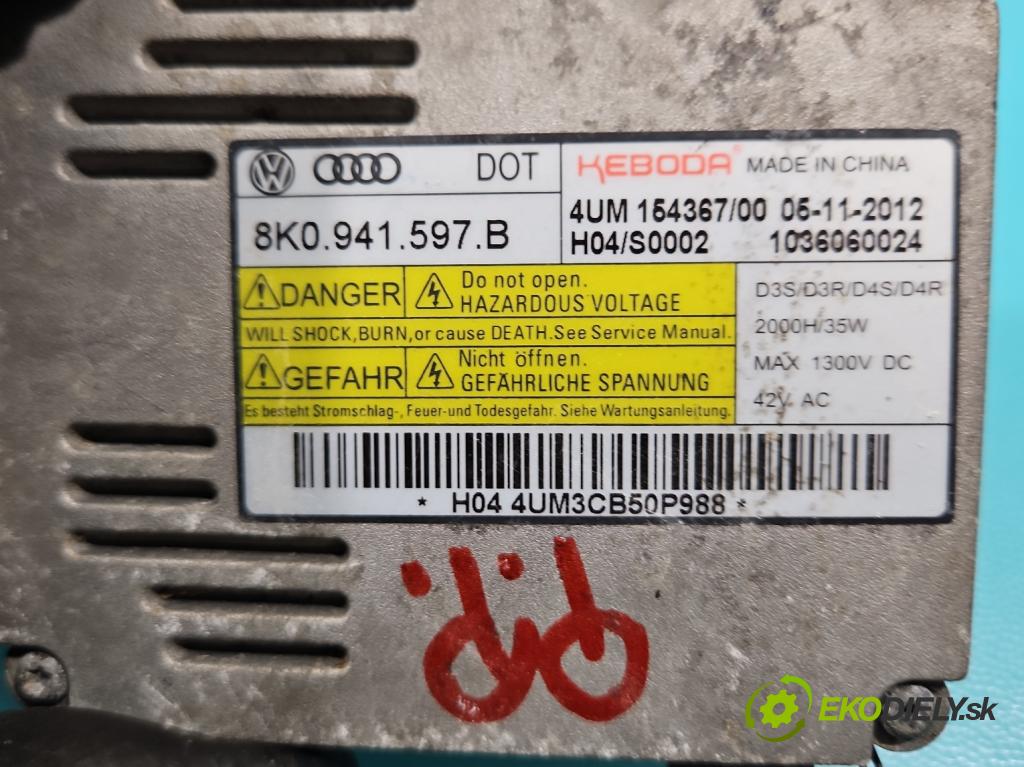 DOT
8K0.941.597.B
KEBODA® MADE IN CHINA
4UM 154367/00 05-11-2012
H04/S0002 1036060024
DANGER
Do not open.
HAZARDOUS VOLTAGE
WILL SHOCK, BURN, or cause DEATH. See Service Manual.
GEFAHR
Nicht öffnen.
GEFÄHRLICHE SPANNUNG
Es besteht Stromschlag-, Feuer-und Todesgefahr. Siehe Wartungsanleitung.
D3S/D3R/D4S/D4R
2000H/35W
MAX 1300V DC
42V AC
* H04 4UM3CB50P988 *
EKODIELY.sk